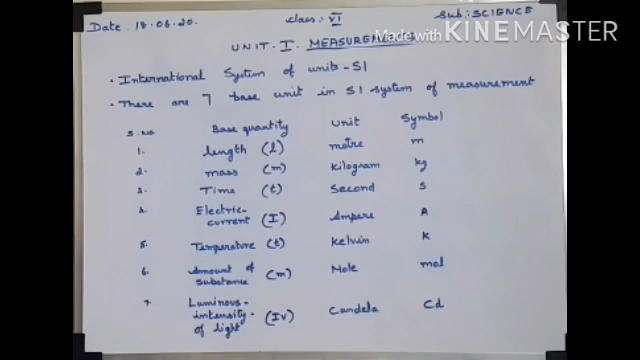 Date : 18.06.20. Class : VI Sub : SCIENCE
UNIT - I MEASUREMENTS
Made with KINEMASTER
• International System of units - SI
• There are 7 base unit in SI system of measurement
S.No Base quantity Unit Symbol
1. length (l) metre m
2. mass (m) kilogram kg
3. Time (t) Second s
4. Electric- current (I) Ampere A
5. Temperature (t) kelvin K
6. Amount of substance (m) Mole mol
7. Luminous- intensity- of light (Iv) Candela Cd